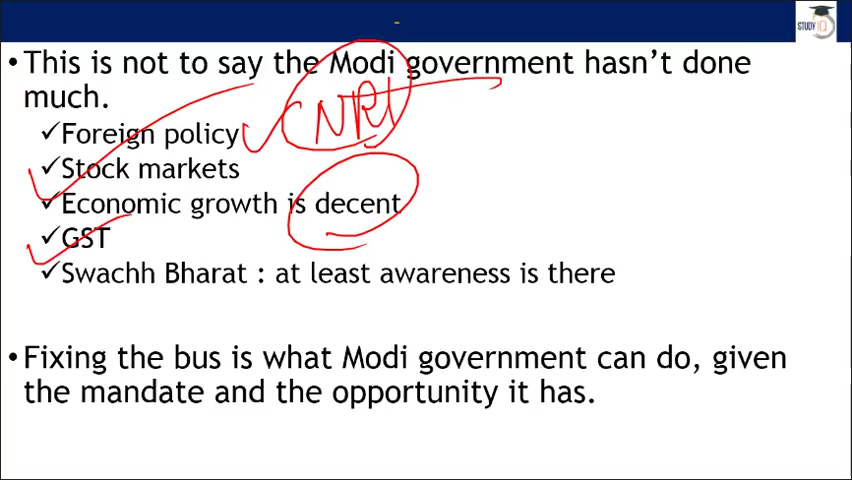 -
STUDY IQ
• This is not to say the Modi government hasn't done
much.
NRI
✓Foreign policy
✓Stock markets
✓Economic growth is decent
✓GST
✓Swachh Bharat : at least awareness is there
• Fixing the bus is what Modi government can do, given
the mandate and the opportunity it has.